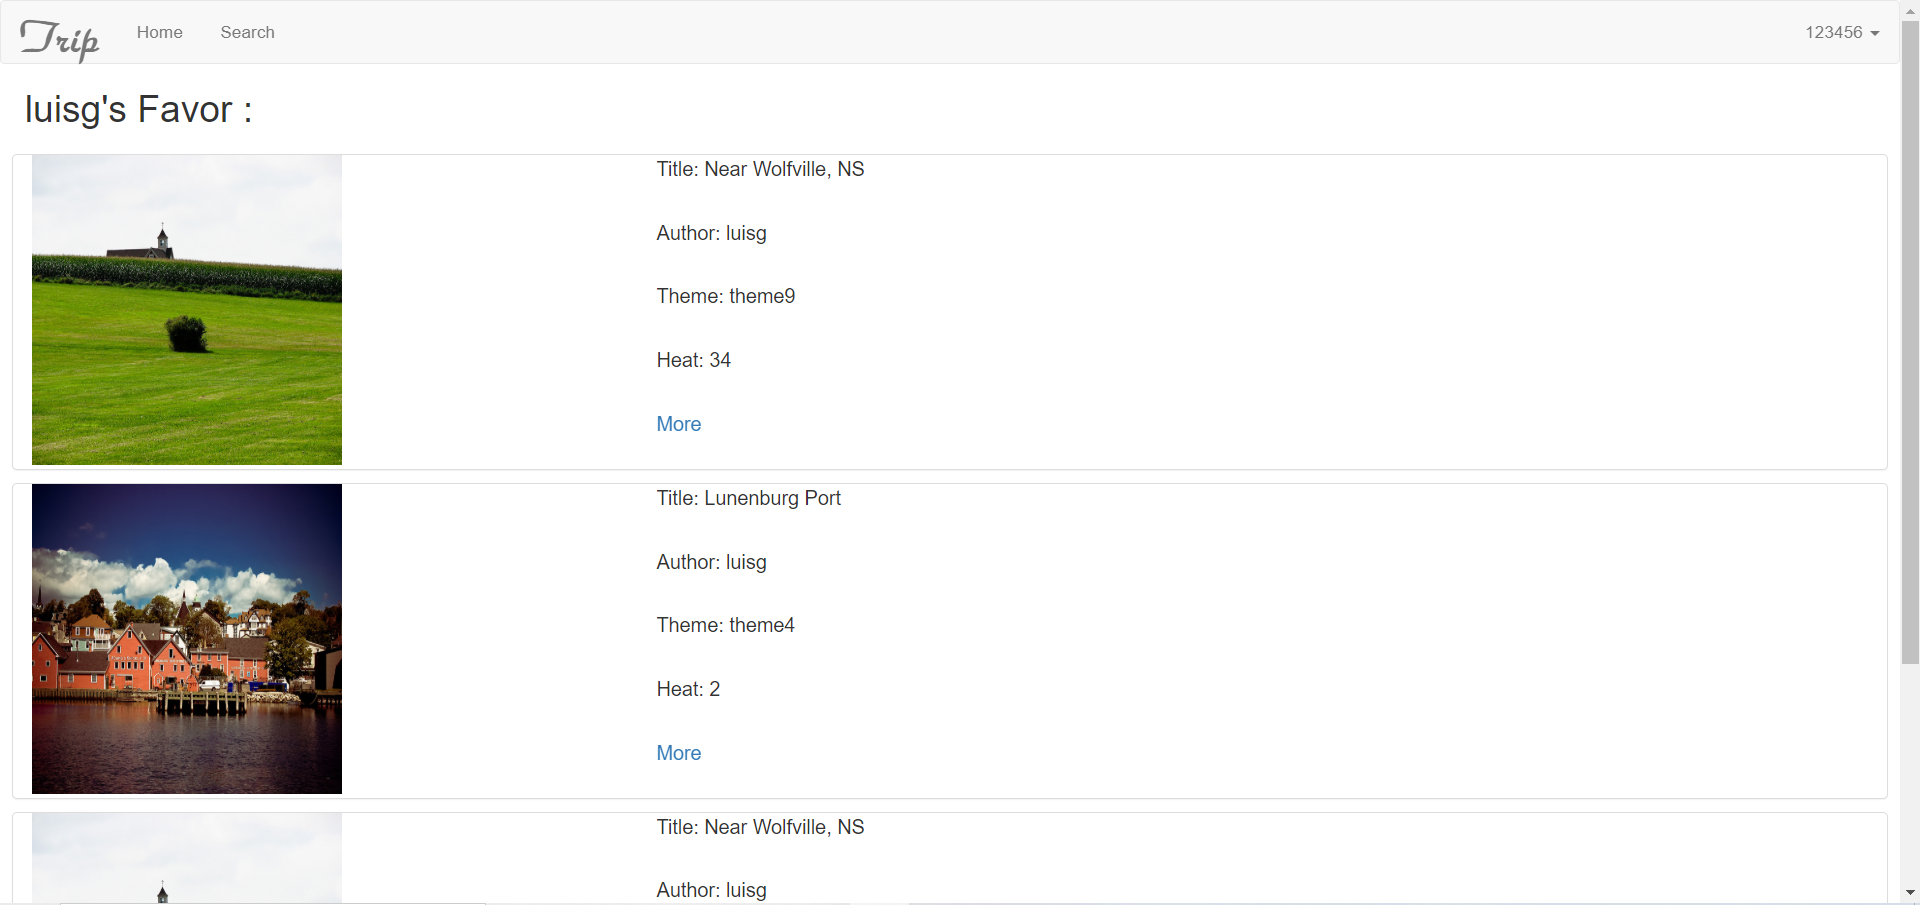 Trip
Home
Search
123456
luisg's Favor :
Title: Near Wolfville, NS
Author: luisg
Theme: theme9
Heat: 34
More
Title: Lunenburg Port
Author: luisg
Theme: theme4
Heat: 2
More
Title: Near Wolfville, NS
Author: luisg